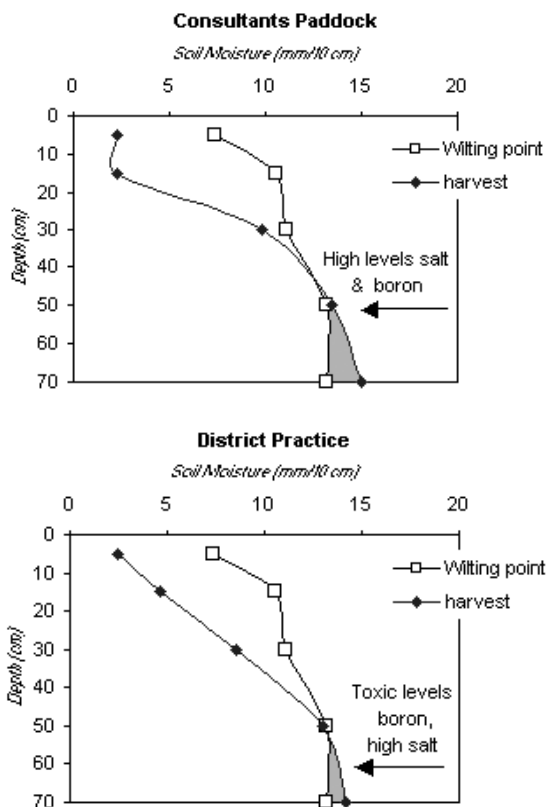 Consultants Paddock
Soil Moisture (mm/10 cm)
0 5 10 15 20
0
10
20
30
40
50
60
70
Depth (cm)
Wilting point
harvest
High levels salt
& boron
District Practice
Soil Moisture (mm/10 cm)
0 5 10 15 20
0
10
20
30
40
50
60
70
Depth (cm)
Wilting point
harvest
Toxic levels
boron,
high salt